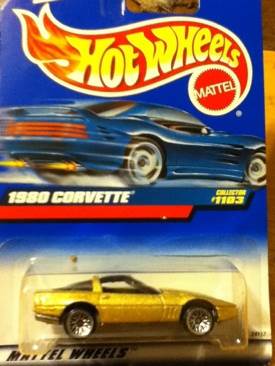 Hot Wheels
MATTEL
1980 CORVETTE
COLLECTOR
#1103
MATTEL WHEELS